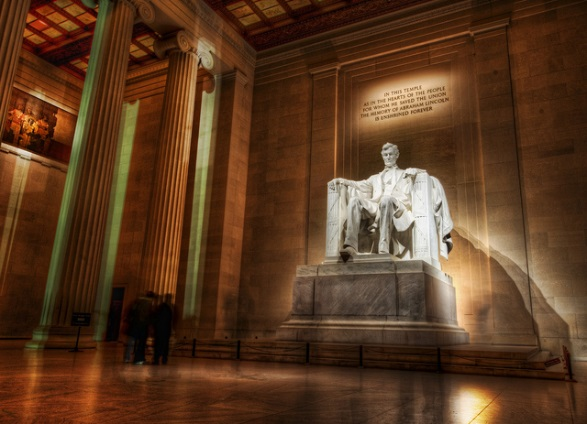 IN THIS TEMPLE
AS IN THE HEARTS OF THE PEOPLE
FOR WHOM HE SAVED THE UNION
THE MEMORY OF ABRAHAM LINCOLN
IS ENSHRINED FOREVER